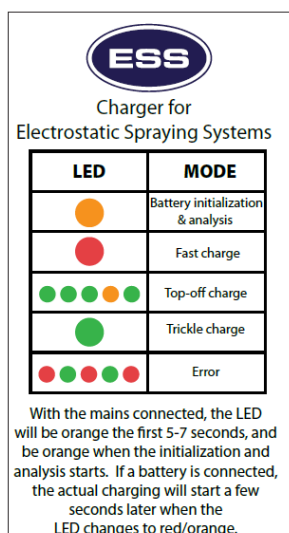 ESS
Charger for
Electrostatic Spraying Systems
LED MODE
Battery initialization
& analysis
Fast charge
Top-off charge
Trickle charge
Error
With the mains connected, the LED
will be orange the first 5-7 seconds, and
be orange when the initialization and
analysis starts. If a battery is connected,
the actual charging will start a few
seconds later when the
LED changes to red/orange.